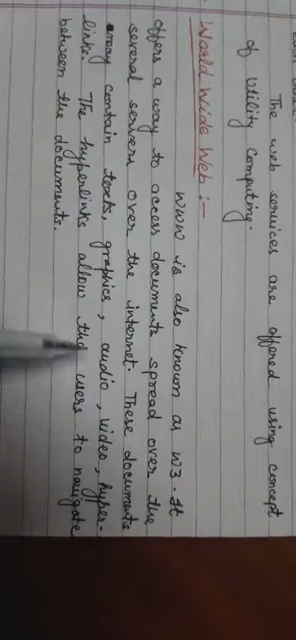 The web services are offered using concept
of Utility Computing.
World Wide Web :-
WWW is also known as W3. It
offers a way to access documents spread over the
several servers over the internet. These documents
may contain texts, graphics, audio, video, hyper-
links. The hyperlinks allow the users to navigate
between the documents.